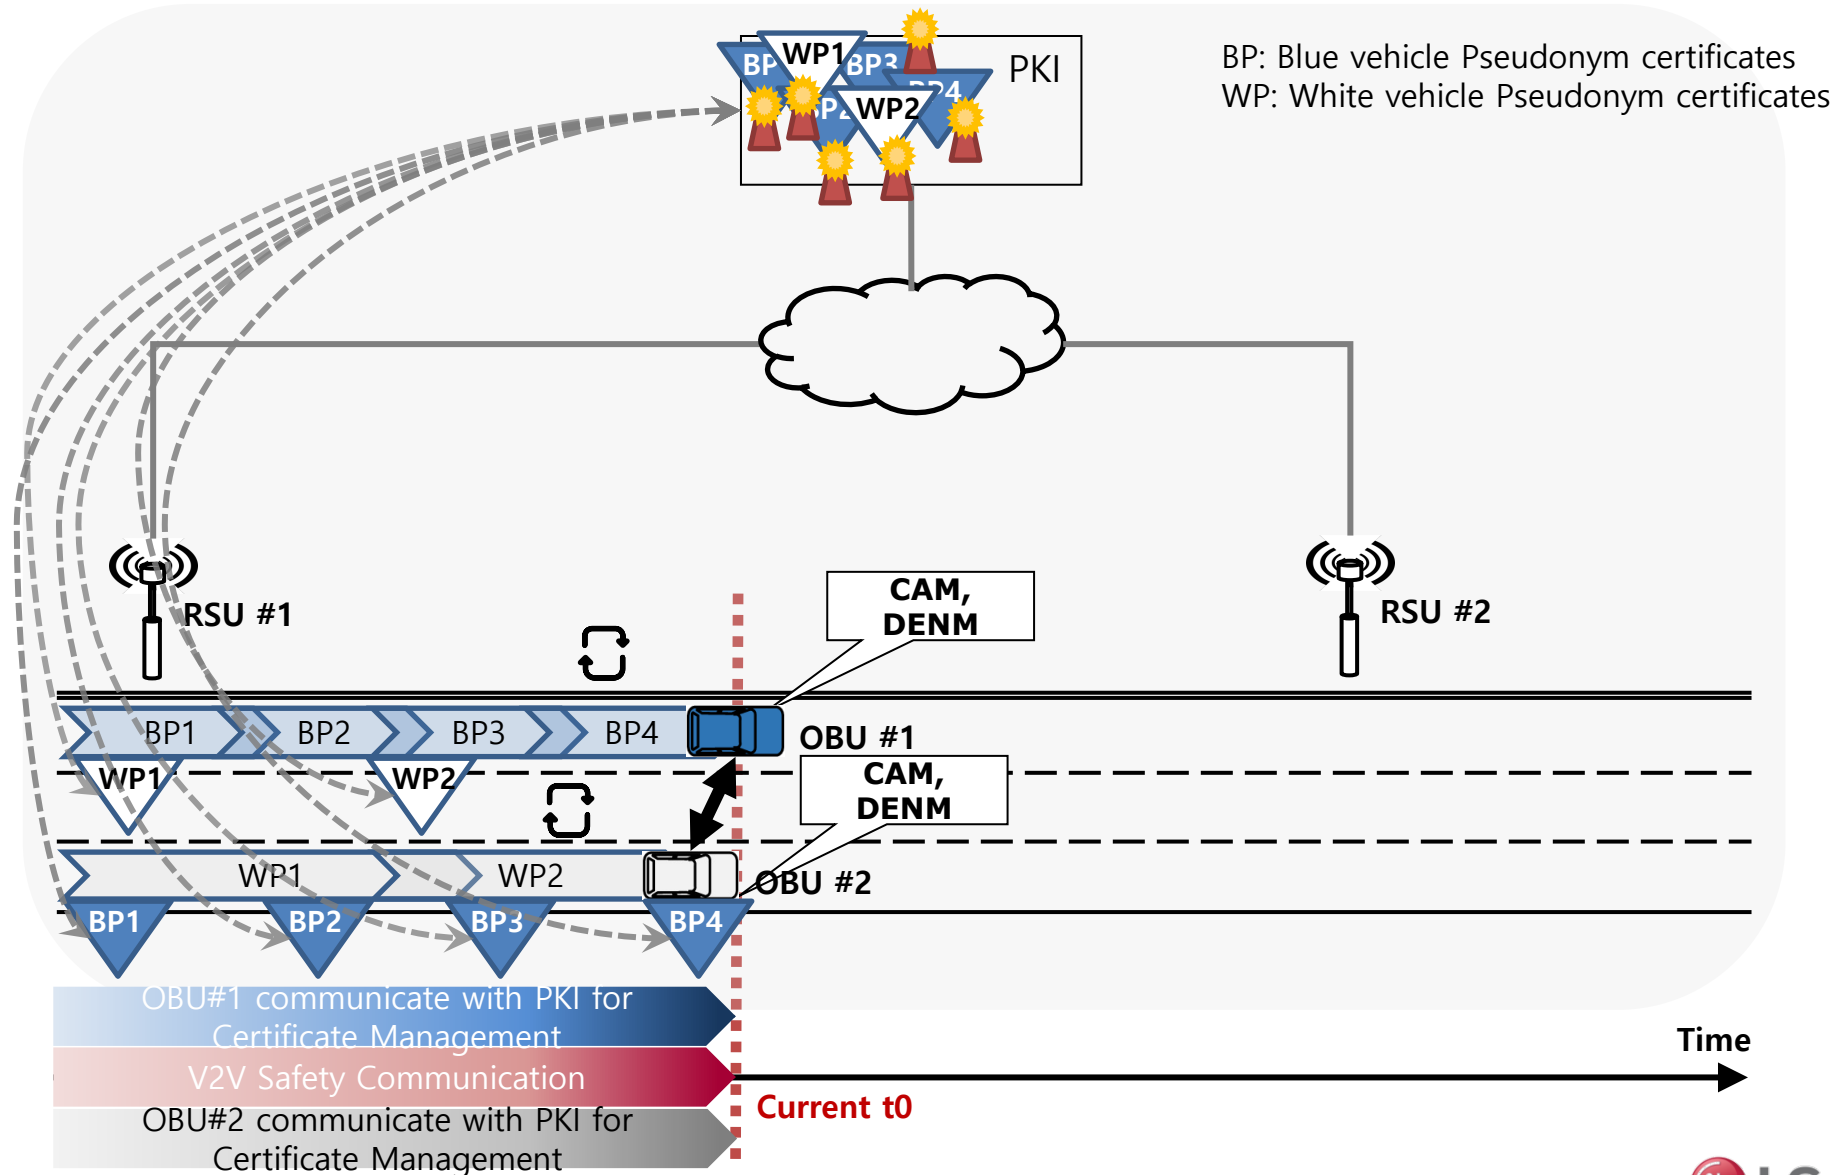 BP: Blue vehicle Pseudonym certificates
WP: White vehicle Pseudonym certificates
PKI
BP
WP1
BP3
BP4
BP2
WP2
RSU #1
RSU #2
CAM,
DENM
BP1
BP2
BP3
BP4
OBU #1
WP1
WP2
CAM,
DENM
WP1
WP2
OBU #2
BP1
BP2
BP3
BP4
OBU#1 communicate with PKI for
Certificate Management
V2V Safety Communication
OBU#2 communicate with PKI for
Certificate Management
Time
Current t0